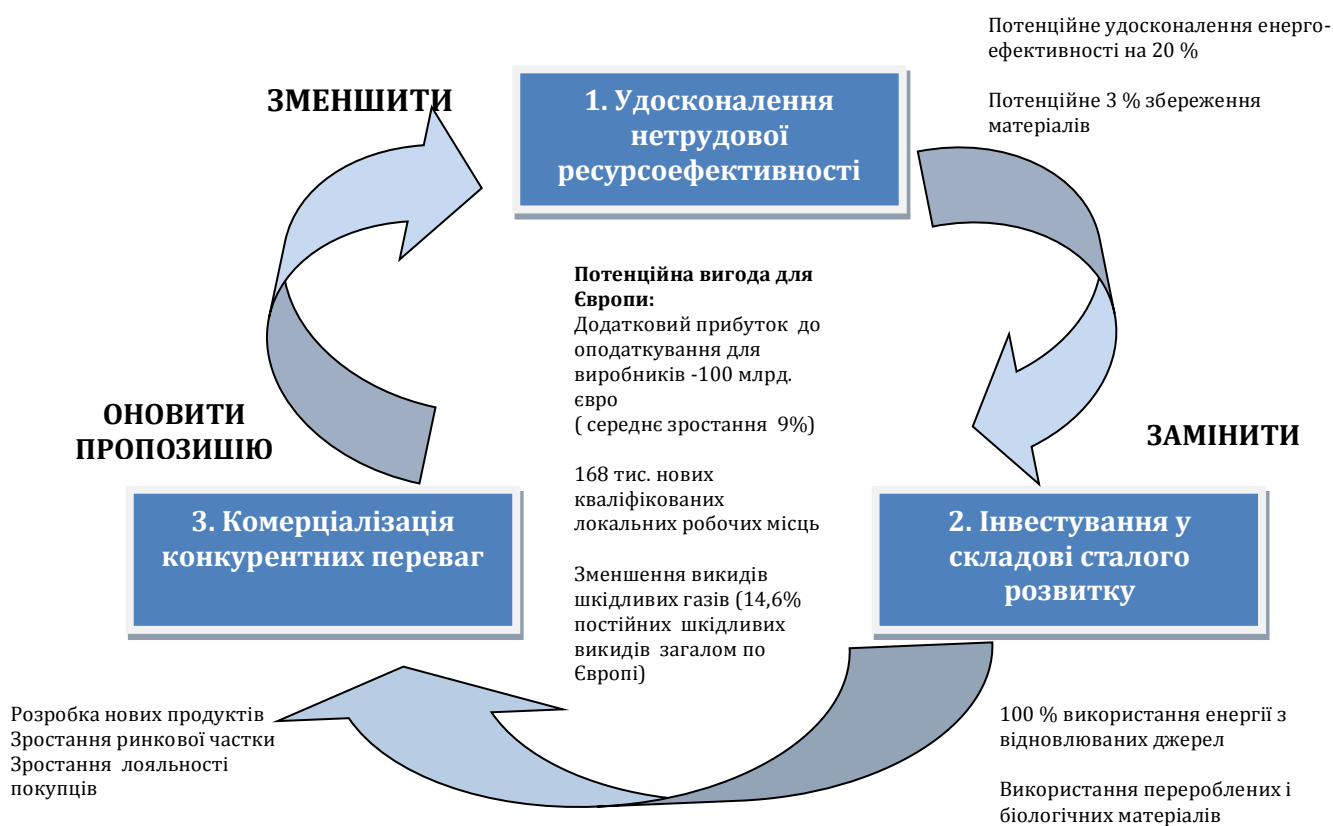 Потенційне удосконалення енерго-
ефективності на 20 %
Потенційне 3 % збереження
матеріалів
ЗМЕНШИТИ
1. Удосконалення
нетрудової
ресурсоефективності
Потенційна вигода для
Європи:
Додатковий прибуток до
оподаткування для
виробників -100 млрд.
євро
( середнє зростання 9%)
168 тис. нових
кваліфікованих
локальних робочих місць
Зменшення викидів
шкідливих газів (14,6%
постійних шкідливих
викидів загалом по
Європі)
ОНОВИТИ
ПРОПОЗИШІЮ
ЗАМІНИТИ
3. Комерціалізація
конкурентних переваг
2. Інвестування у
складові сталого
розвитку
Розробка нових продуктів
Зростання ринкової частки
Зростання лояльності
покупців
100 % використання енергії з
відновлюваних джерел
Використання перероблених і
біологічних матеріалів